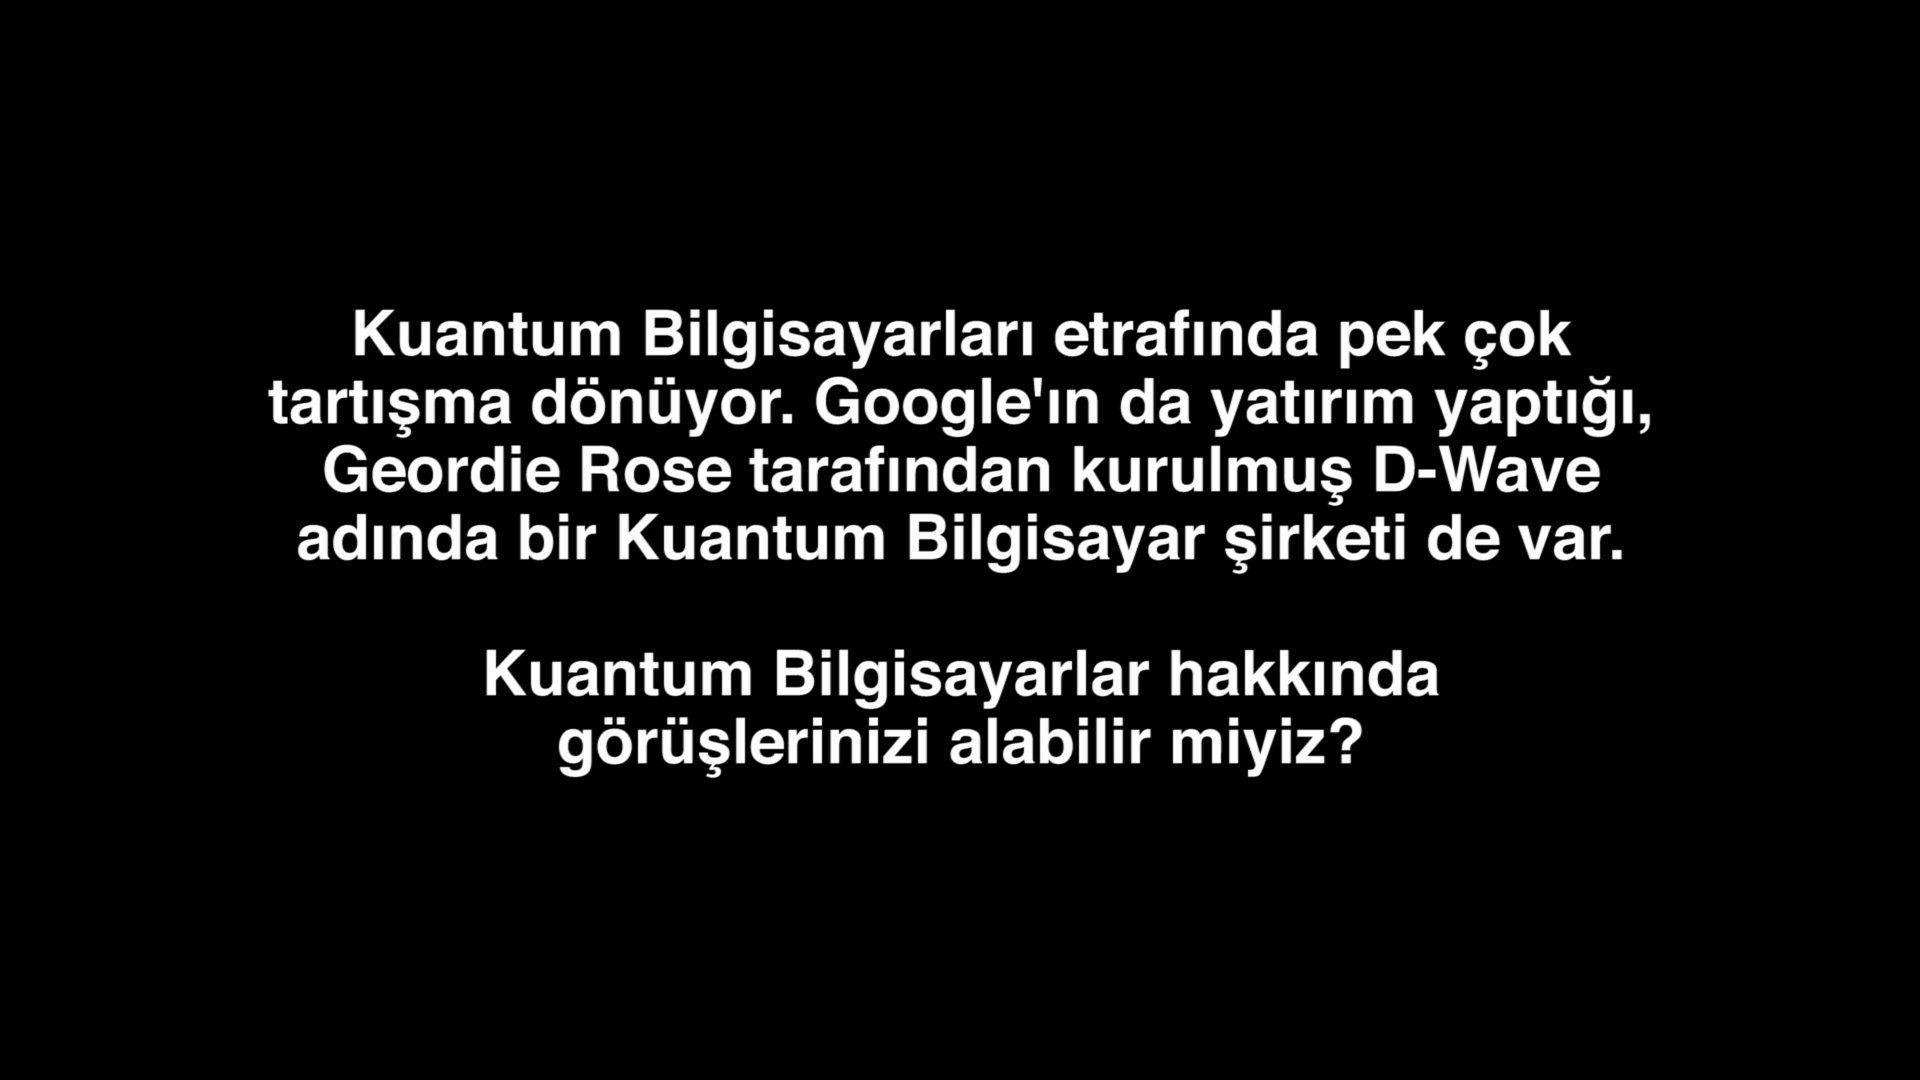 Kuantum Bilgisayarları etrafında pek çok
tartışma dönüyor. Google'ın da yatırım yaptığı,
Geordie Rose tarafından kurulmuş D-Wave
adında bir Kuantum Bilgisayar şirketi de var.
Kuantum Bilgisayarlar hakkında
görüşlerinizi alabilir miyiz?